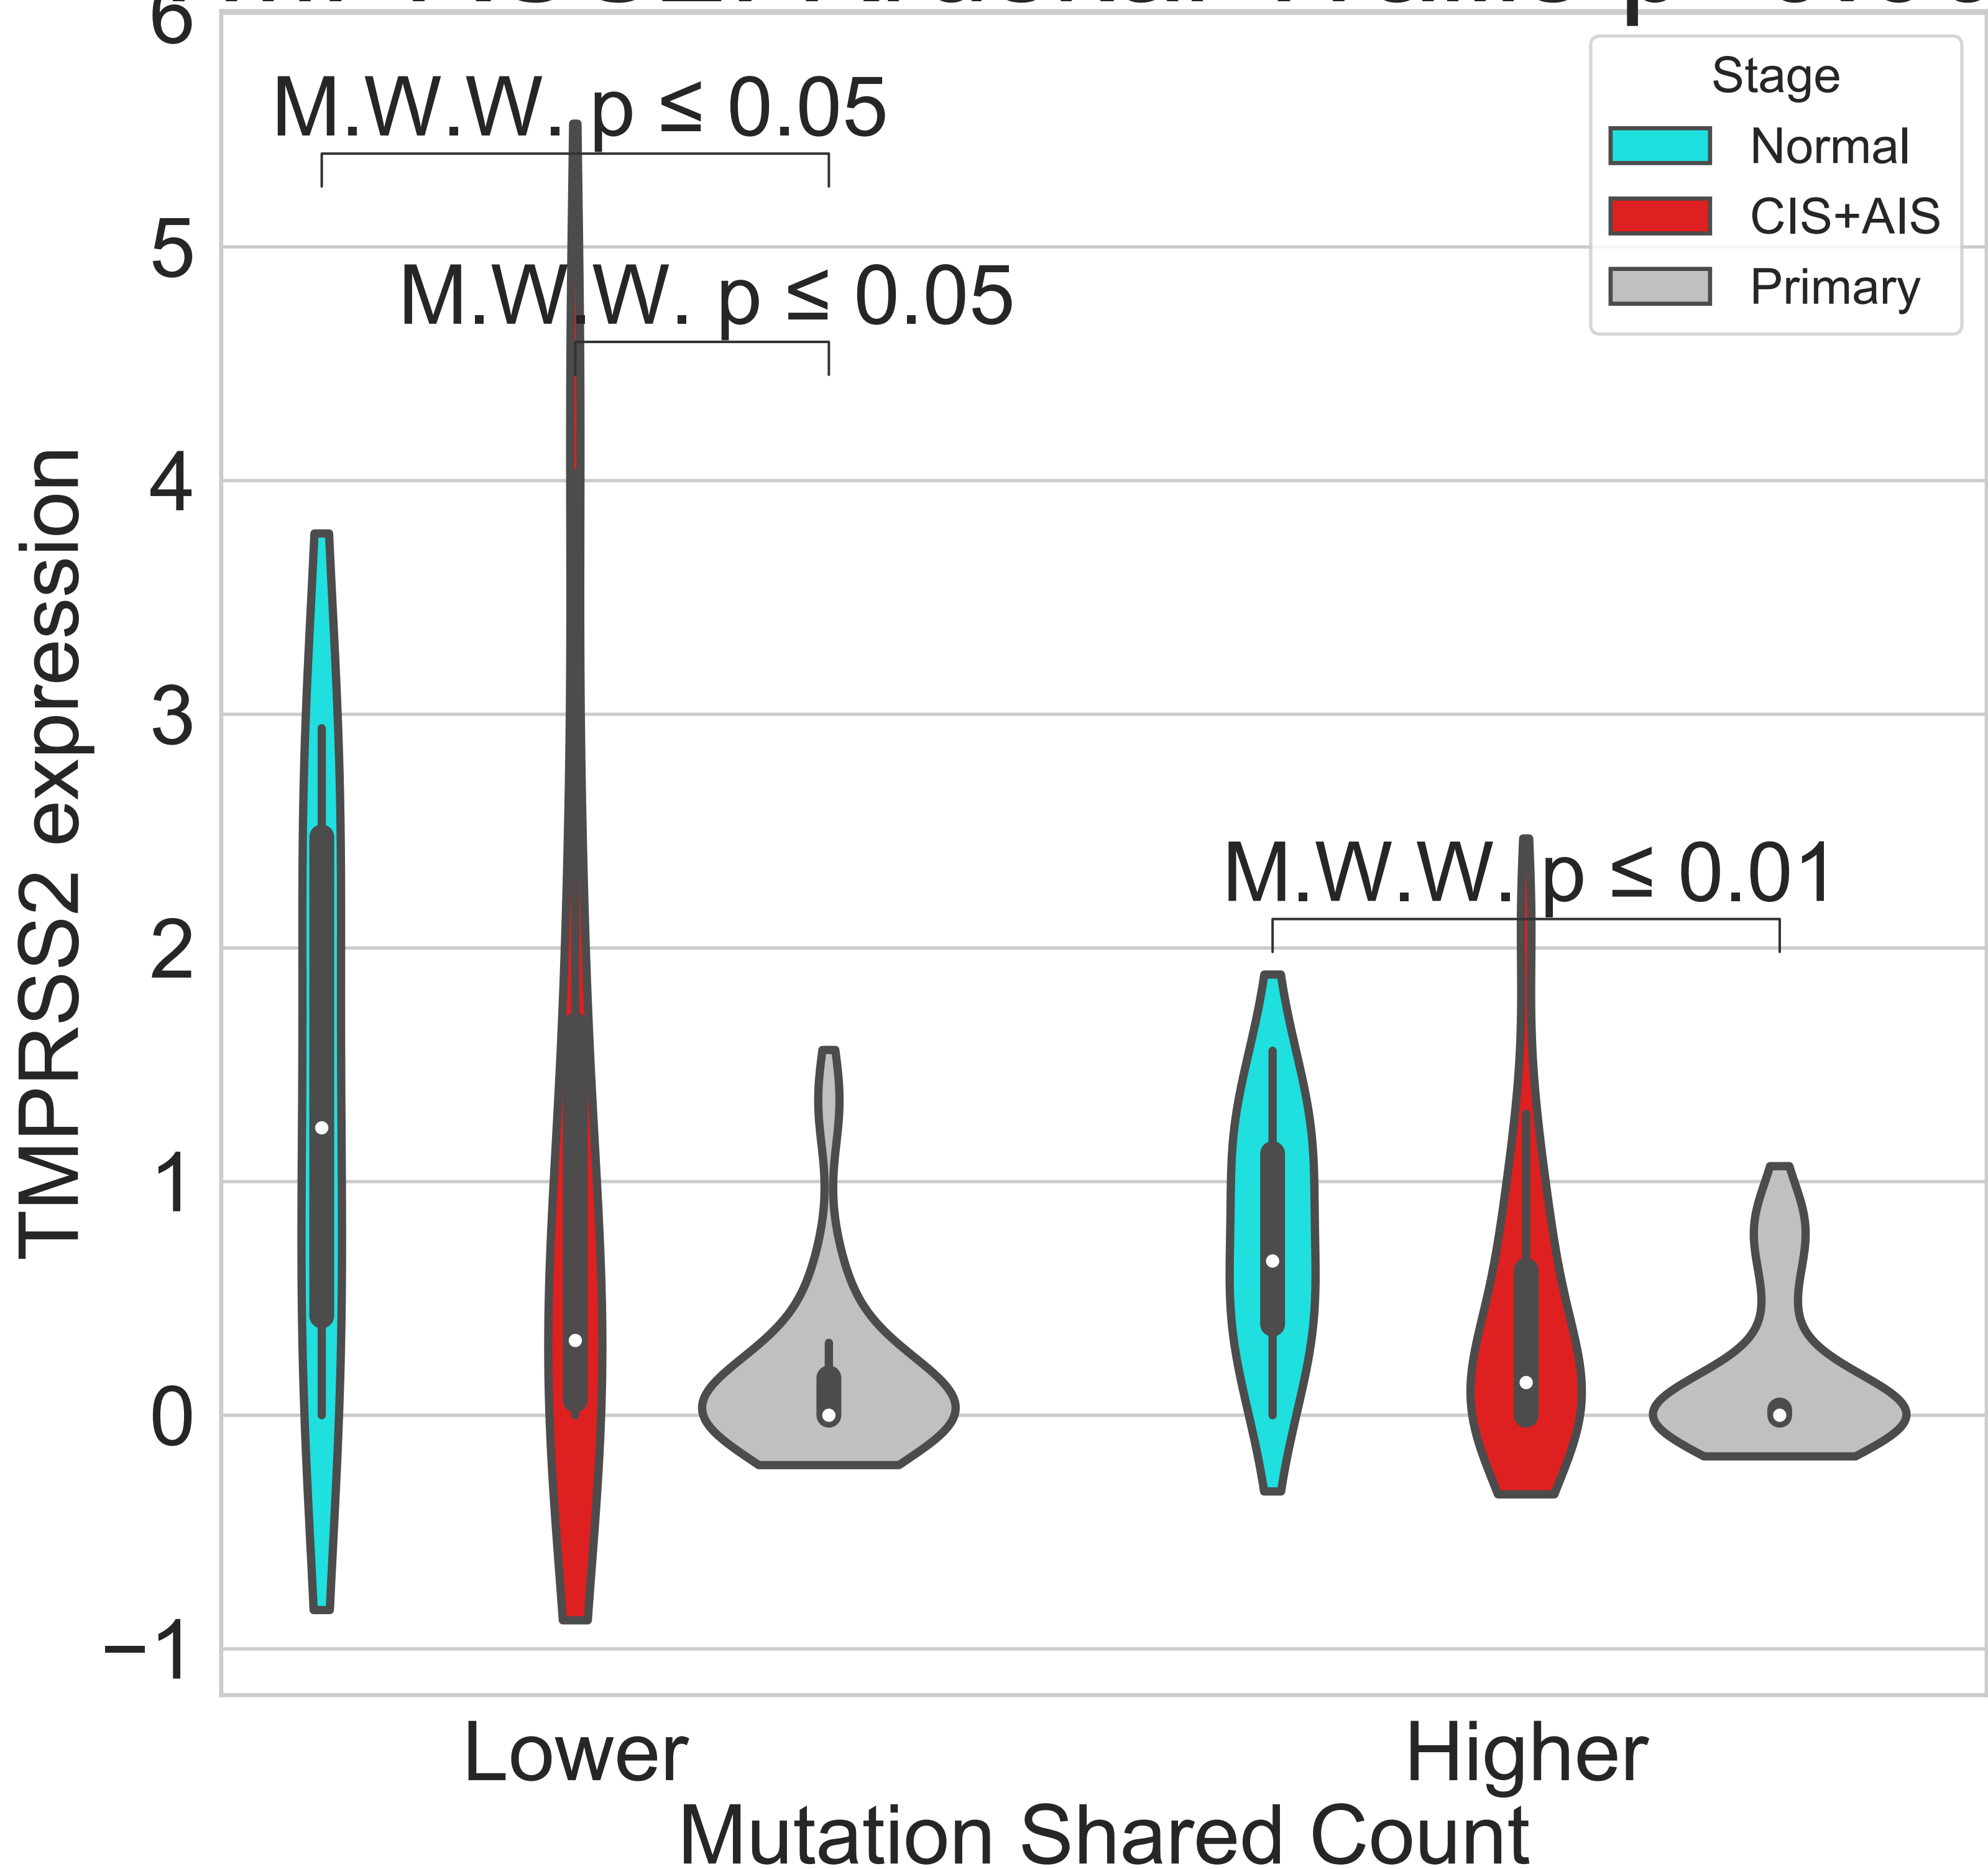 6
M.W.W. p ≤ 0.05
Stage
Normal
CIS+AIS
Primary
5
M.W.W. p ≤ 0.05
4
3
M.W.W. p ≤ 0.01
2
1
0
−1
TMPRSS2 expression
Lower
Higher
Mutation Shared Count